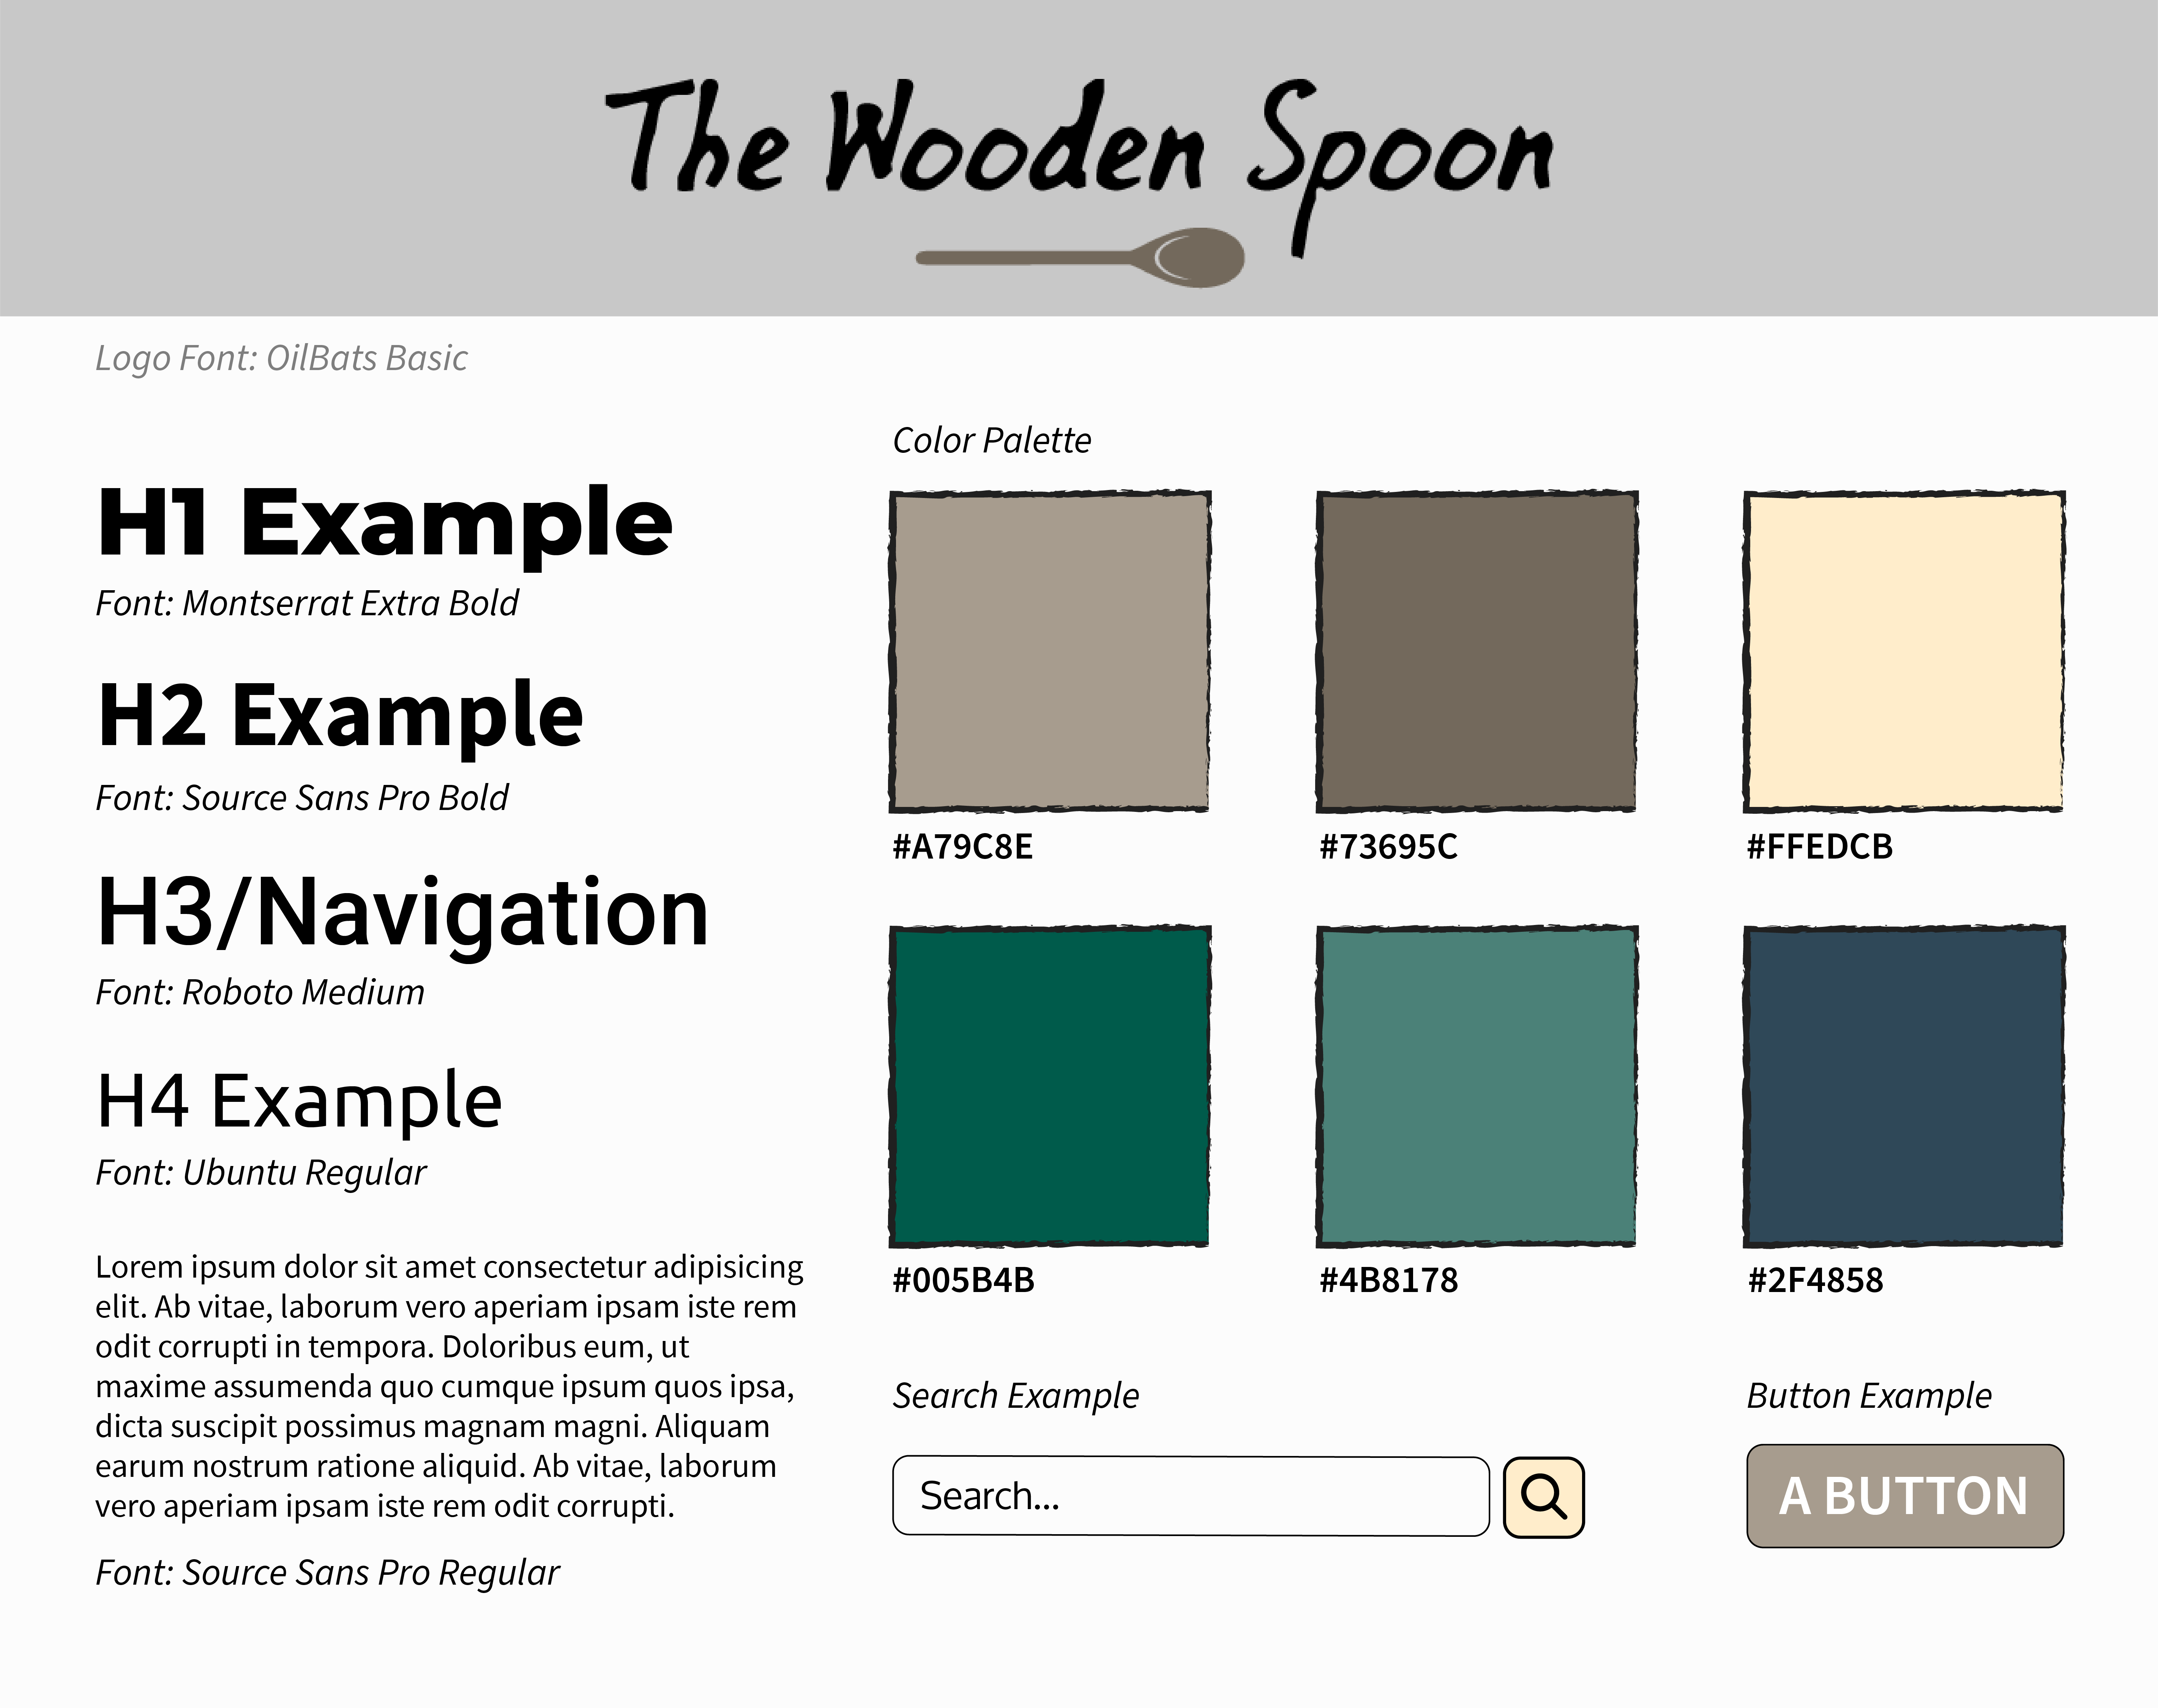 The Wooden Spoon
Logo Font: OilBats Basic
H1 Example
Font: Montserrat Extra Bold
H2 Example
Font: Source Sans Pro Bold
H3/Navigation
Font: Roboto Medium
H4 Example
Font: Ubuntu Regular
Lorem ipsum dolor sit amet consectetur adipisicing
elit. Ab vitae, laborum vero aperiam ipsam iste rem
odit corrupti in tempora. Doloribus eum, ut
maxime assumenda quo cumque ipsum quos ipsa,
dicta suscipit possimus magnam magni. Aliquam
earum nostrum ratione aliquid. Ab vitae, laborum
vero aperiam ipsam iste rem odit corrupti.
Font: Source Sans Pro Regular
Color Palette
#A79C8E
#73695C
#FFEDCB
#005B4B
#4B8178
#2F4858
Search Example
Search...
Button Example
A BUTTON